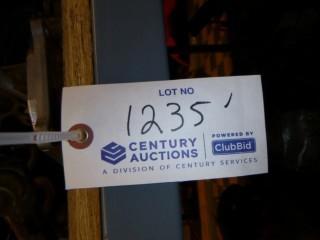 LOT NO
1235'
CENTURY AUCTIONS
POWERED BY
ClubBid
A DIVISION OF CENTURY SERVICES